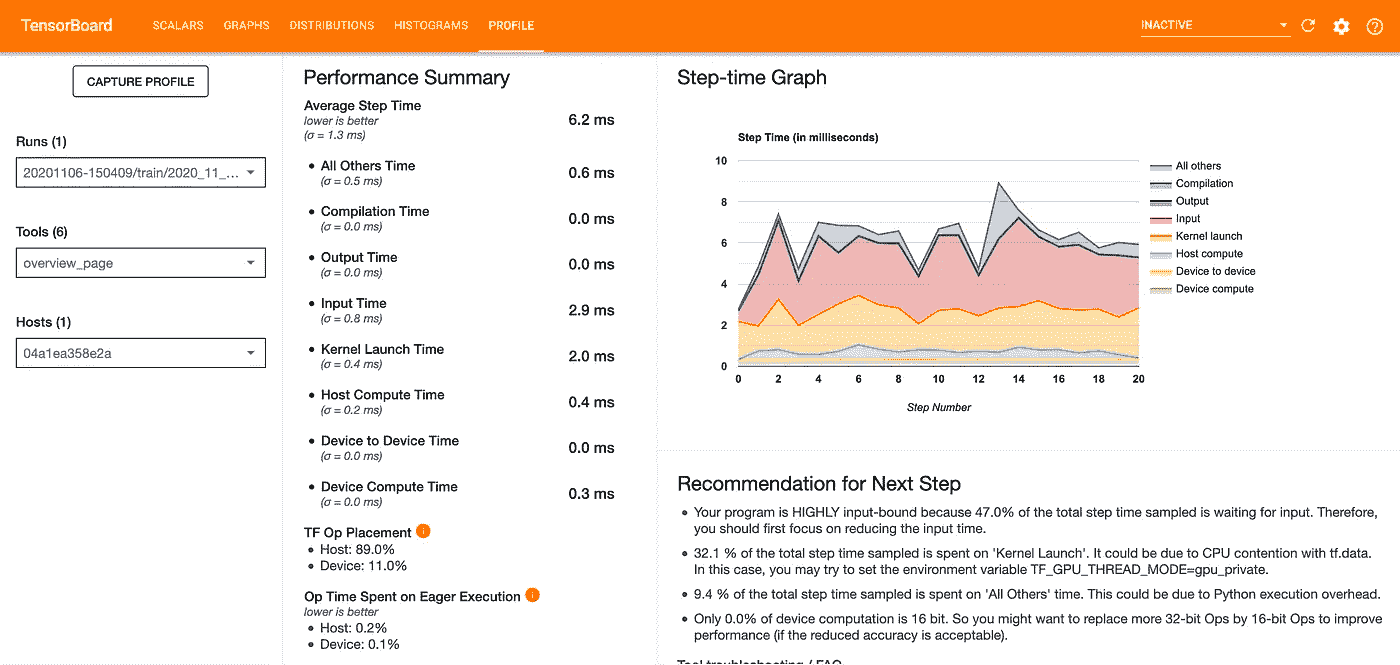 TensorBoard
SCALARS GRAPHS DISTRIBUTIONS HISTOGRAMS PROFILE
INACTIVE
CAPTURE PROFILE
Runs (1)
20201106-150409/train/2020_11_...
Tools (6)
overview_page
Hosts (1)
04a1ea358e2a
Performance Summary
Average Step Time
lower is better
(σ = 1.3 ms)
6.2 ms
• All Others Time
(σ = 0.5 ms)
0.6 ms
• Compilation Time
(σ = 0.0 ms)
0.0 ms
• Output Time
(σ = 0.0 ms)
0.0 ms
• Input Time
(σ = 0.8 ms)
2.9 ms
• Kernel Launch Time
(σ = 0.4 ms)
2.0 ms
• Host Compute Time
(σ = 0.2 ms)
0.4 ms
• Device to Device Time
(σ = 0.0 ms)
0.0 ms
• Device Compute Time
(σ = 0.0 ms)
0.3 ms
TF Op Placement
• Host: 89.0%
• Device: 11.0%
Op Time Spent on Eager Execution
lower is better
• Host: 0.2%
• Device: 0.1%
Step-time Graph
Step Time (in milliseconds)
10
8
6
4
2
0
0 2 4 6 8 10 12 14 16 18 20
Step Number
All others
Compilation
Output
Input
Kernel launch
Host compute
Device to device
Device compute
Recommendation for Next Step
• Your program is HIGHLY input-bound because 47.0% of the total step time sampled is waiting for input. Therefore,
you should first focus on reducing the input time.
• 32.1 % of the total step time sampled is spent on 'Kernel Launch'. It could be due to CPU contention with tf.data.
In this case, you may try to set the environment variable TF_GPU_THREAD_MODE=gpu_private.
• 9.4 % of the total step time sampled is spent on 'All Others' time. This could be due to Python execution overhead.
• Only 0.0% of device computation is 16 bit. So you might want to replace more 32-bit Ops by 16-bit Ops to improve
performance (if the reduced accuracy is acceptable).
Tool troubleshooting / FAQ